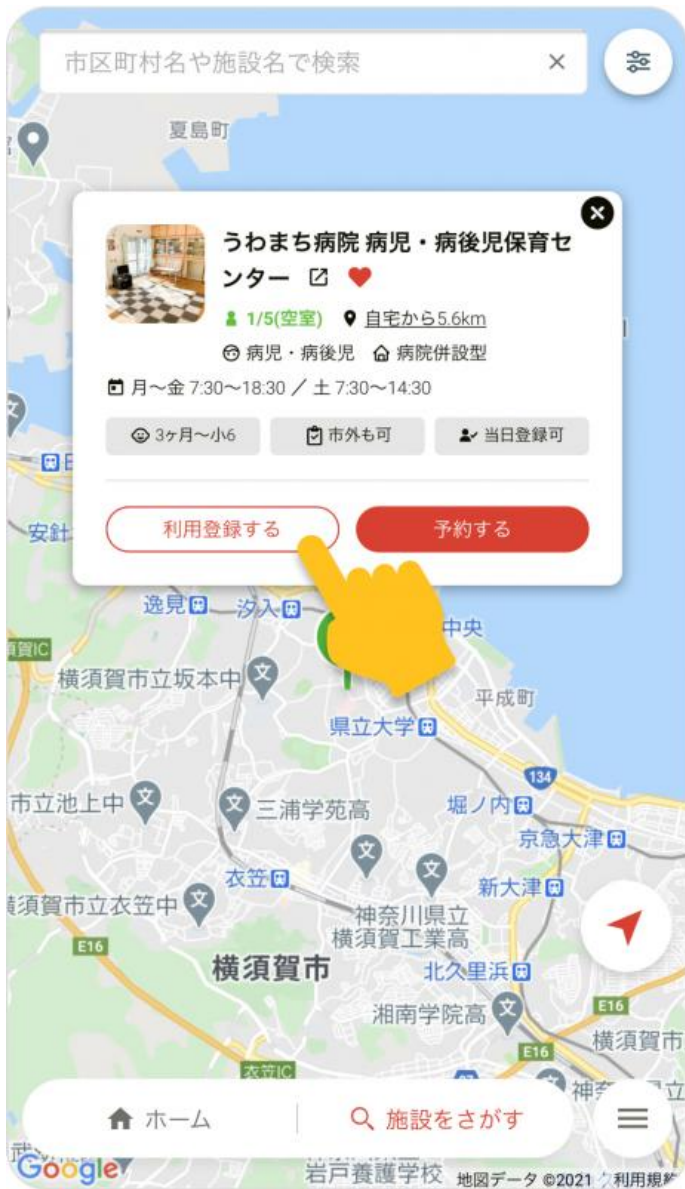 市区町村名や施設名で検索
夏島町
うわまち病院 病児・病後児保育セ
ンター
1/5(空室) 自宅から5.6km
病児・病後児 病院併設型
月〜金 7:30〜18:30 / 土 7:30〜14:30
3ヶ月〜小6 市外も可 当日登録可
利用登録する 予約する
安針
逸見 汐入
中央
須賀IC
横須賀市立坂本中
平成町
県立大学
134
市立池上中
三浦学苑高
堀ノ内
京急大津
衣笠
新大津
須賀市立衣笠中
神奈川県立
横須賀工業高
E16
横須賀市
北久里浜
湘南学院高
E16
横須賀市
E16
衣笠IC
ホーム 施設をさがす
Google
岩戸養護学校
地図データ ©2021
利用規約